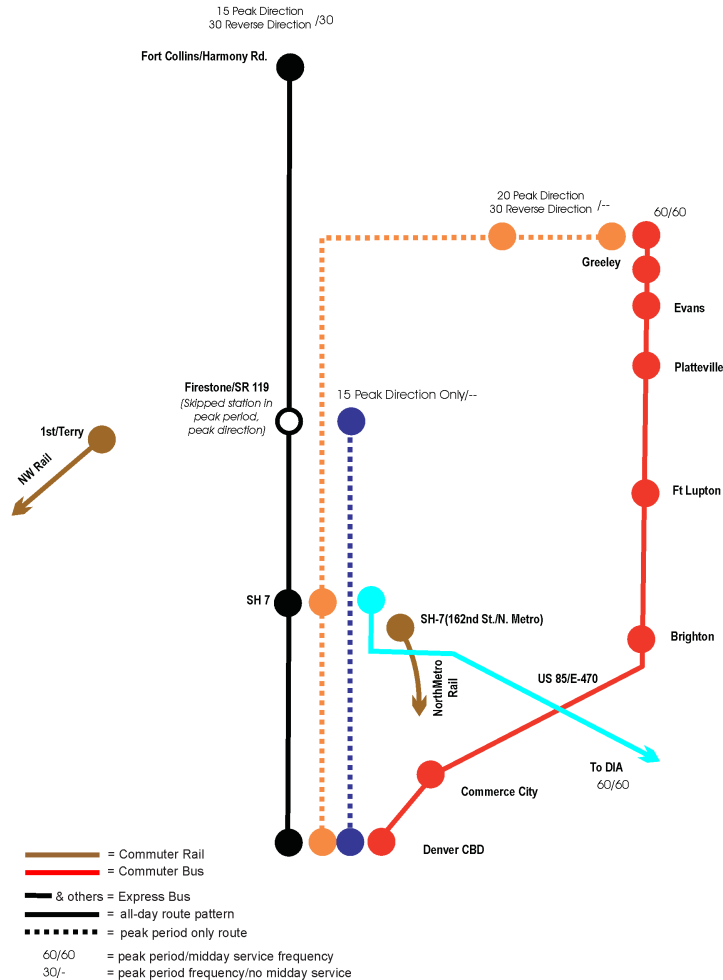 15 Peak Direction
30 Reverse Direction /30
Fort Collins/Harmony Rd.
20 Peak Direction
30 Reverse Direction /--
60/60
Greeley
Evans
Platteville
Firestone/SR 119
(Skipped station in
peak period,
peak direction)
15 Peak Direction Only/--
1st/Terry
NW Rail
Ft Lupton
SH 7
SH-7(162nd St./N. Metro)
Brighton
NorthMetro
Rail
US 85/E-470
To DIA
60/60
Commerce City
Denver CBD
= Commuter Rail
= Commuter Bus
& others = Express Bus
= all-day route pattern
= peak period only route
60/60 = peak period/midday service frequency
30/- = peak period frequency/no midday service